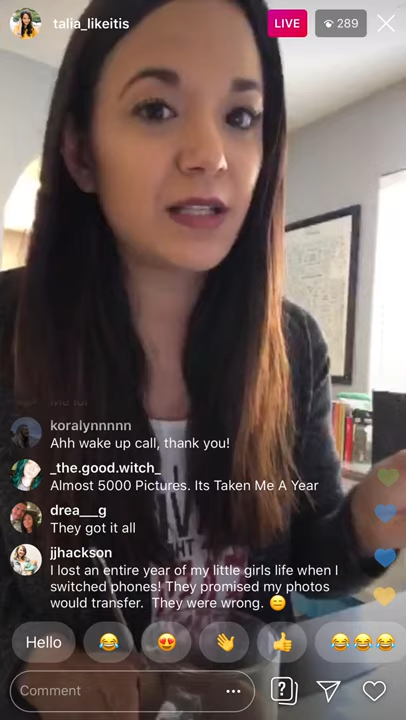 talia_likeitis
LIVE
289
koralynnnnn
Ahh wake up call, thank you!
_the.good.witch_
Almost 5000 Pictures. Its Taken Me A Year
drea___g
They got it all
jjhackson
I lost an entire year of my little girls life when I
switched phones! They promised my photos
would transfer. They were wrong. 😑
Hello
😂
😍
👋
👍
😂😂😂
Comment